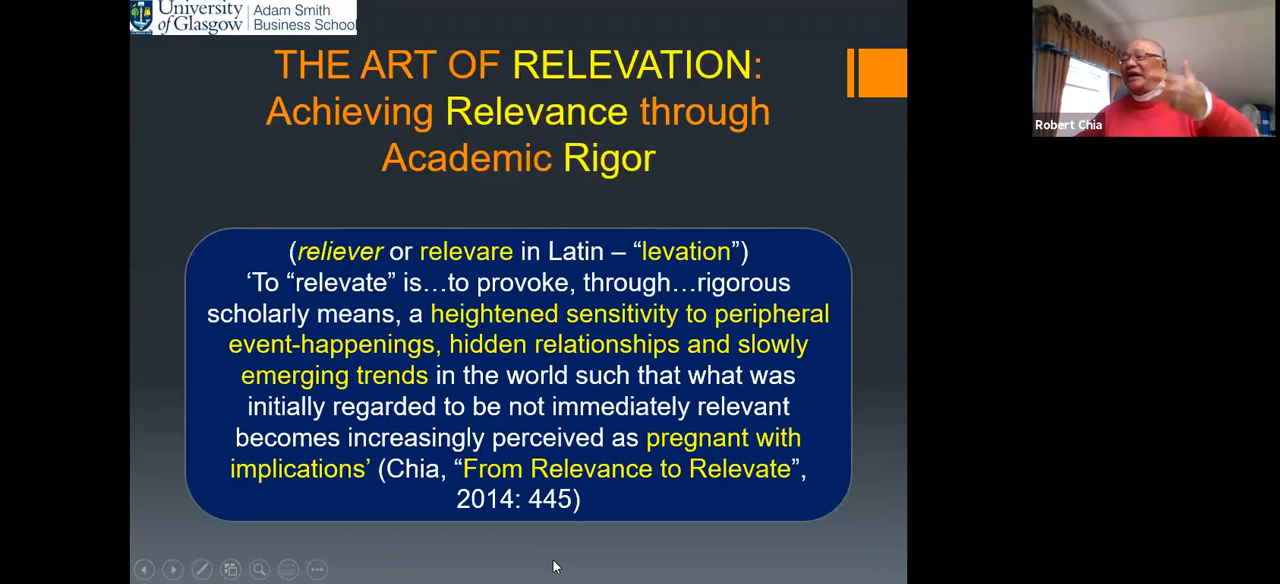 University of Glasgow
Adam Smith Business School
THE ART OF RELEVATION:
Achieving Relevance through
Academic Rigor
(reliever or relevare in Latin – “levation”)
‘To “relevate” is…to provoke, through…rigorous
scholarly means, a heightened sensitivity to peripheral
event-happenings, hidden relationships and slowly
emerging trends in the world such that what was
initially regarded to be not immediately relevant
becomes increasingly perceived as pregnant with
implications’ (Chia, “From Relevance to Relevate”,
2014: 445)
Robert Chia